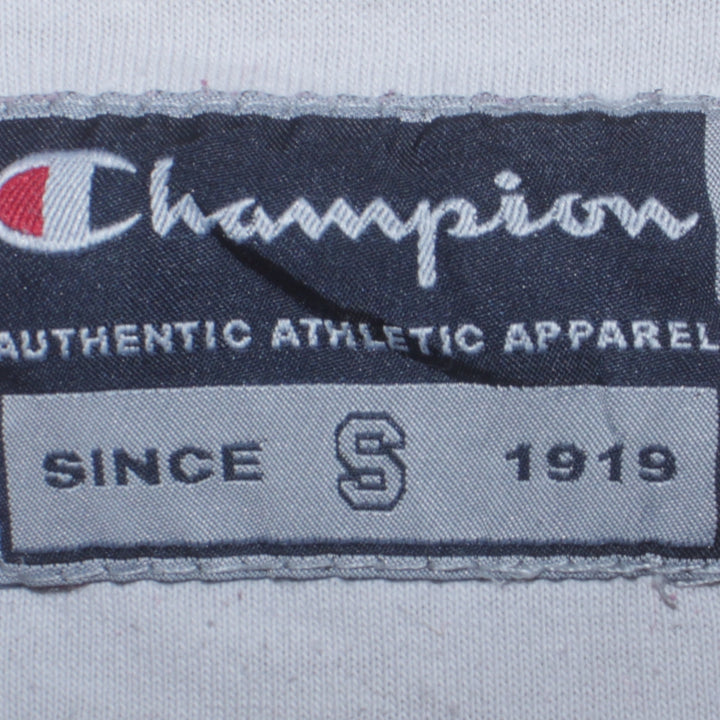 Champion
AUTHENTIC ATHLETIC APPAREL
SINCE S 1919